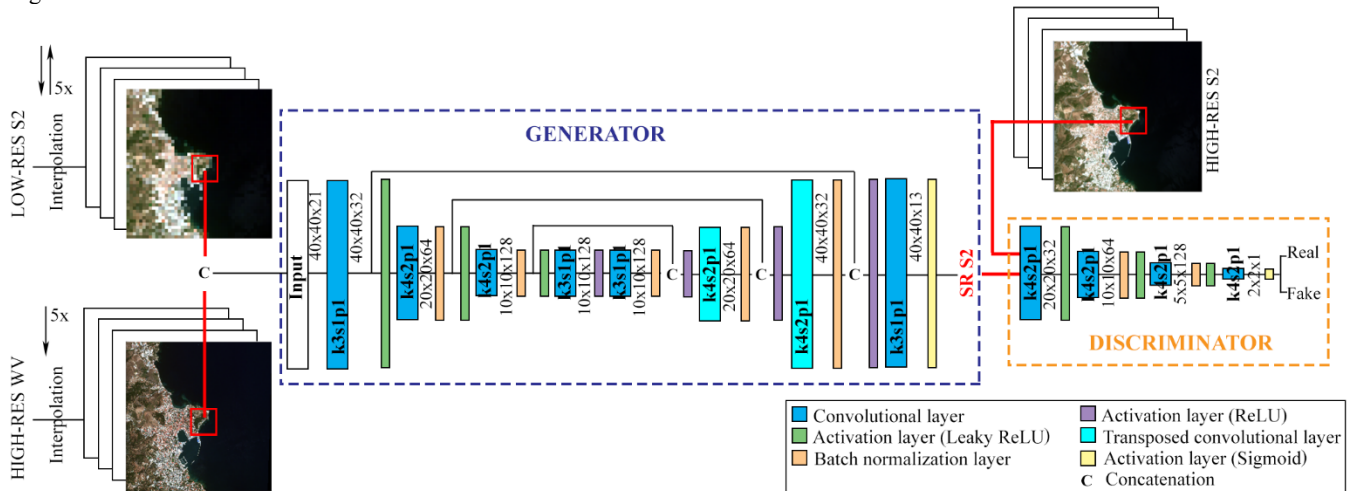 LOW-RES S2
Interpolation
5x
HIGH-RES WV
Interpolation
5x
C
GENERATOR
Input
40x40x21
k3s1p1
40x40x32
k4s2p1
20x20x64
k4s2p1
10x10x128
k3s1p1
10x10x128
k3s1p1
10x10x128
C
k4s2p1
20x20x64
C
k4s2p1
40x40x32
C
k3s1p1
40x40x13
SR S2
HIGH-RES S2
k4s2p1
20x20x32
k4s2p1
10x10x64
k4s2p1
5x5x128
k4s2p1
2x2x1
Real
Fake
DISCRIMINATOR
Convolutional layer
Activation layer (Leaky ReLU)
Batch normalization layer
Activation layer (ReLU)
Transposed convolutional layer
Activation layer (Sigmoid)
C Concatenation